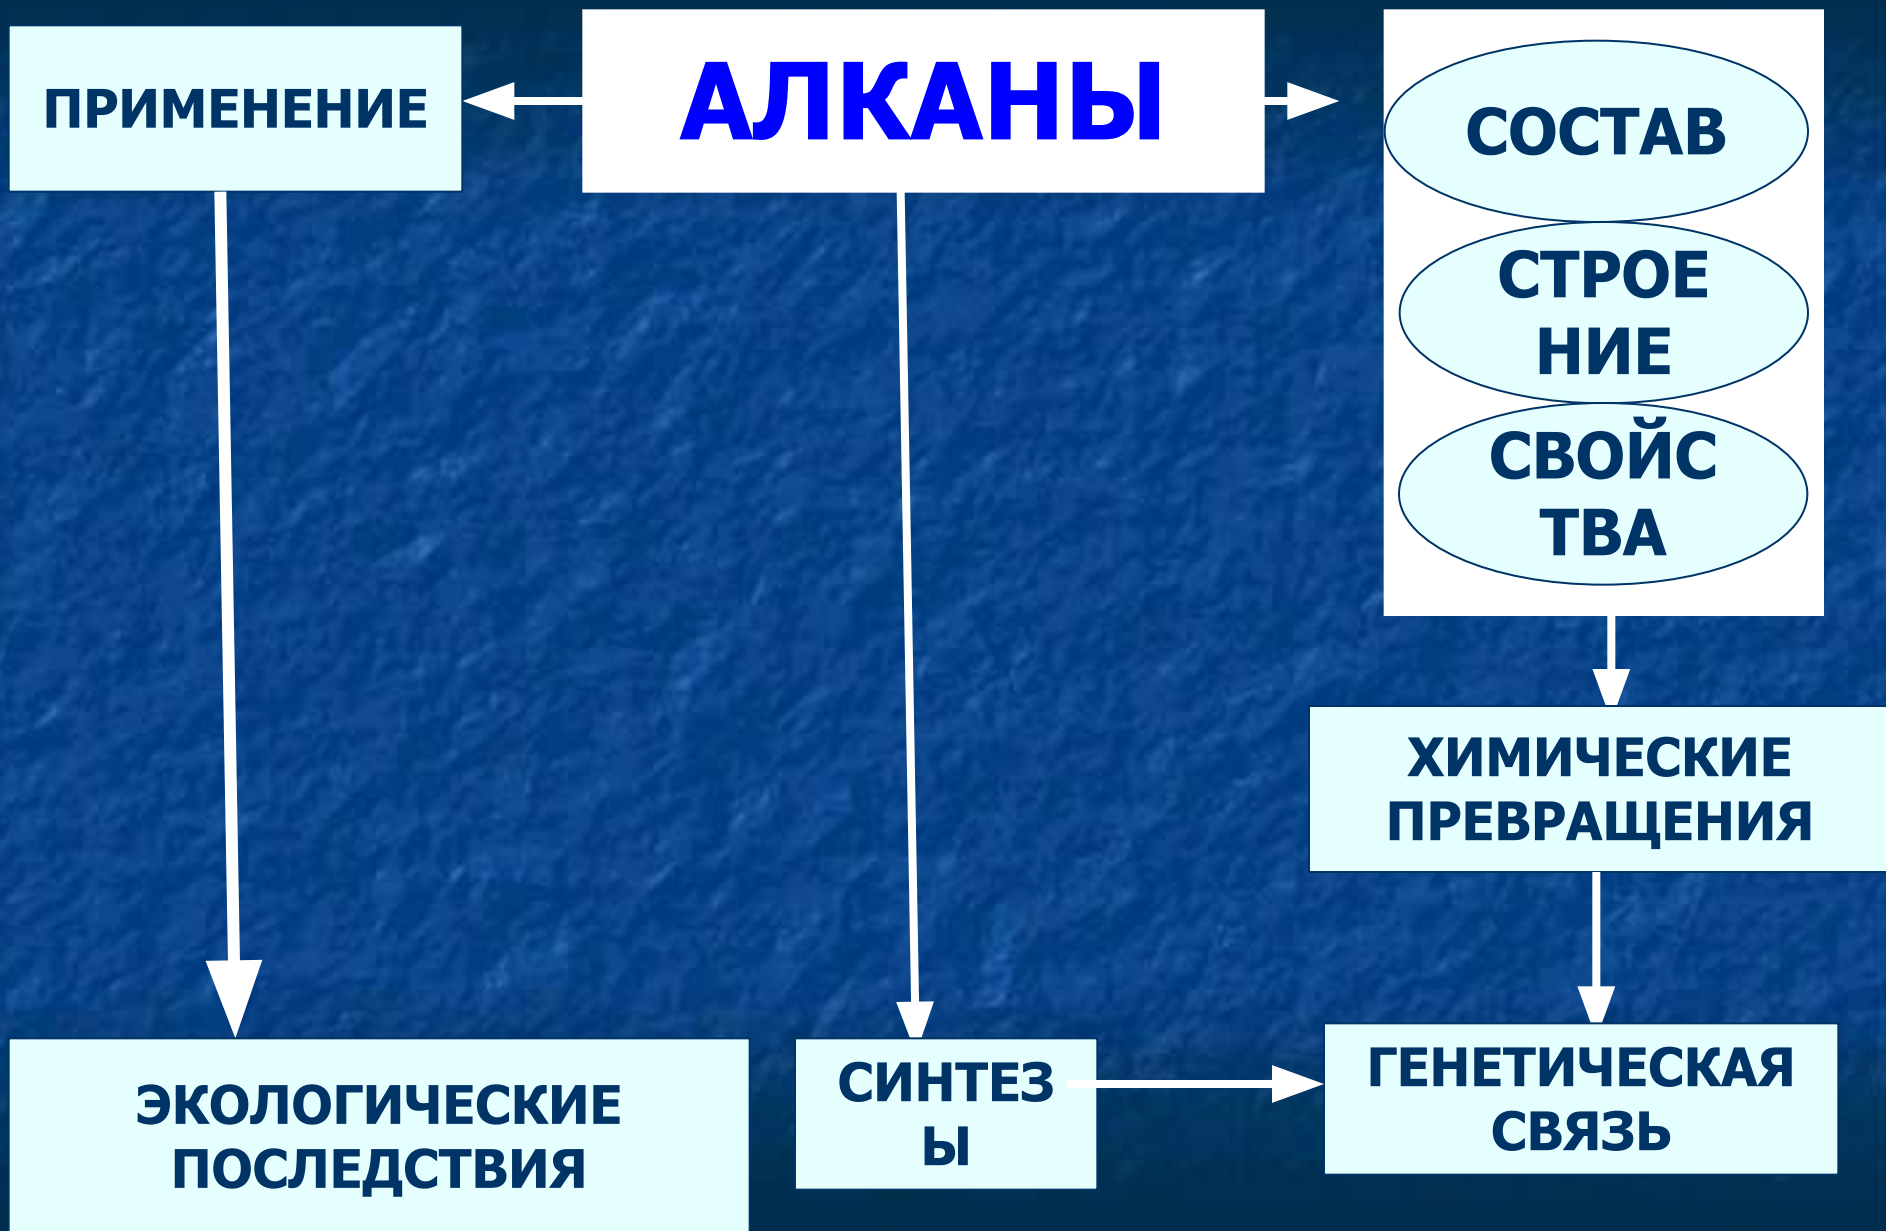 ПРИМЕНЕНИЕ
АЛКАНЫ
СОСТАВ
СТРОЕ
НИЕ
СВОЙС
ТВА
ХИМИЧЕСКИЕ
ПРЕВРАЩЕНИЯ
ЭКОЛОГИЧЕСКИЕ
ПОСЛЕДСТВИЯ
СИНТЕЗ
Ы
ГЕНЕТИЧЕСКАЯ
СВЯЗЬ